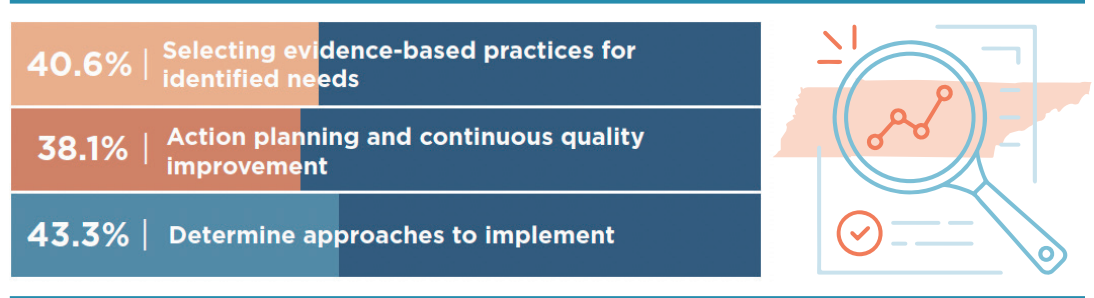 40.6% | Selecting evidence-based practices for
identified needs
38.1% | Action planning and continuous quality
improvement
43.3% | Determine approaches to implement